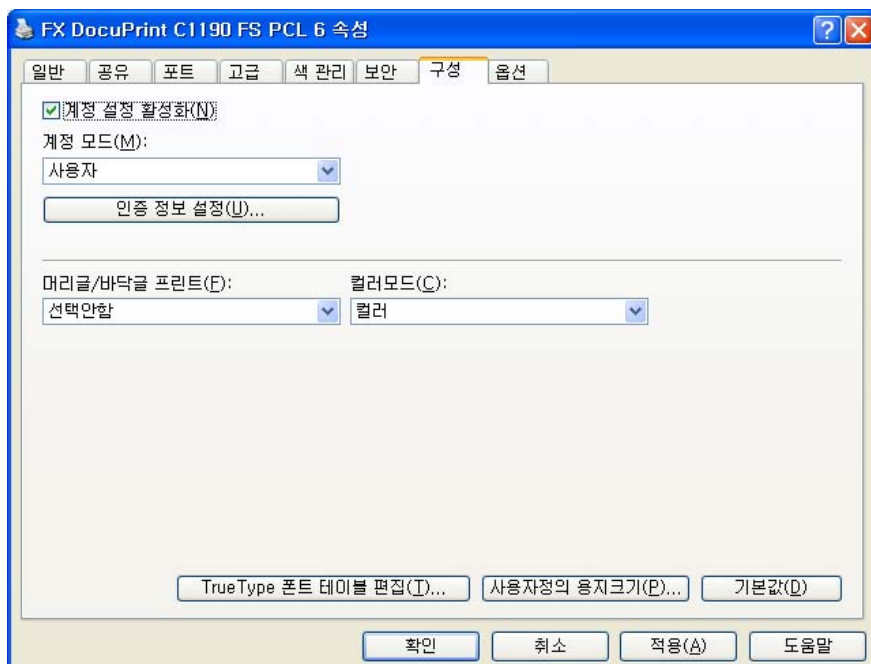 FX DocuPrint C1190 FS PCL 6 속성
일반 공유 포트 고급 색 관리 보안 구성 옵션
계정 설정 활성화(N)
계정 모드(M):
사용자
인증 정보 설정(U)...
머리글/바닥글 프린트(F): 컬러모드(C):
선택안함 컬러
TrueType 폰트 테이블 편집(T)... 사용자정의 용지크기(P)... 기본값(D)
확인 취소 적용(A) 도움말